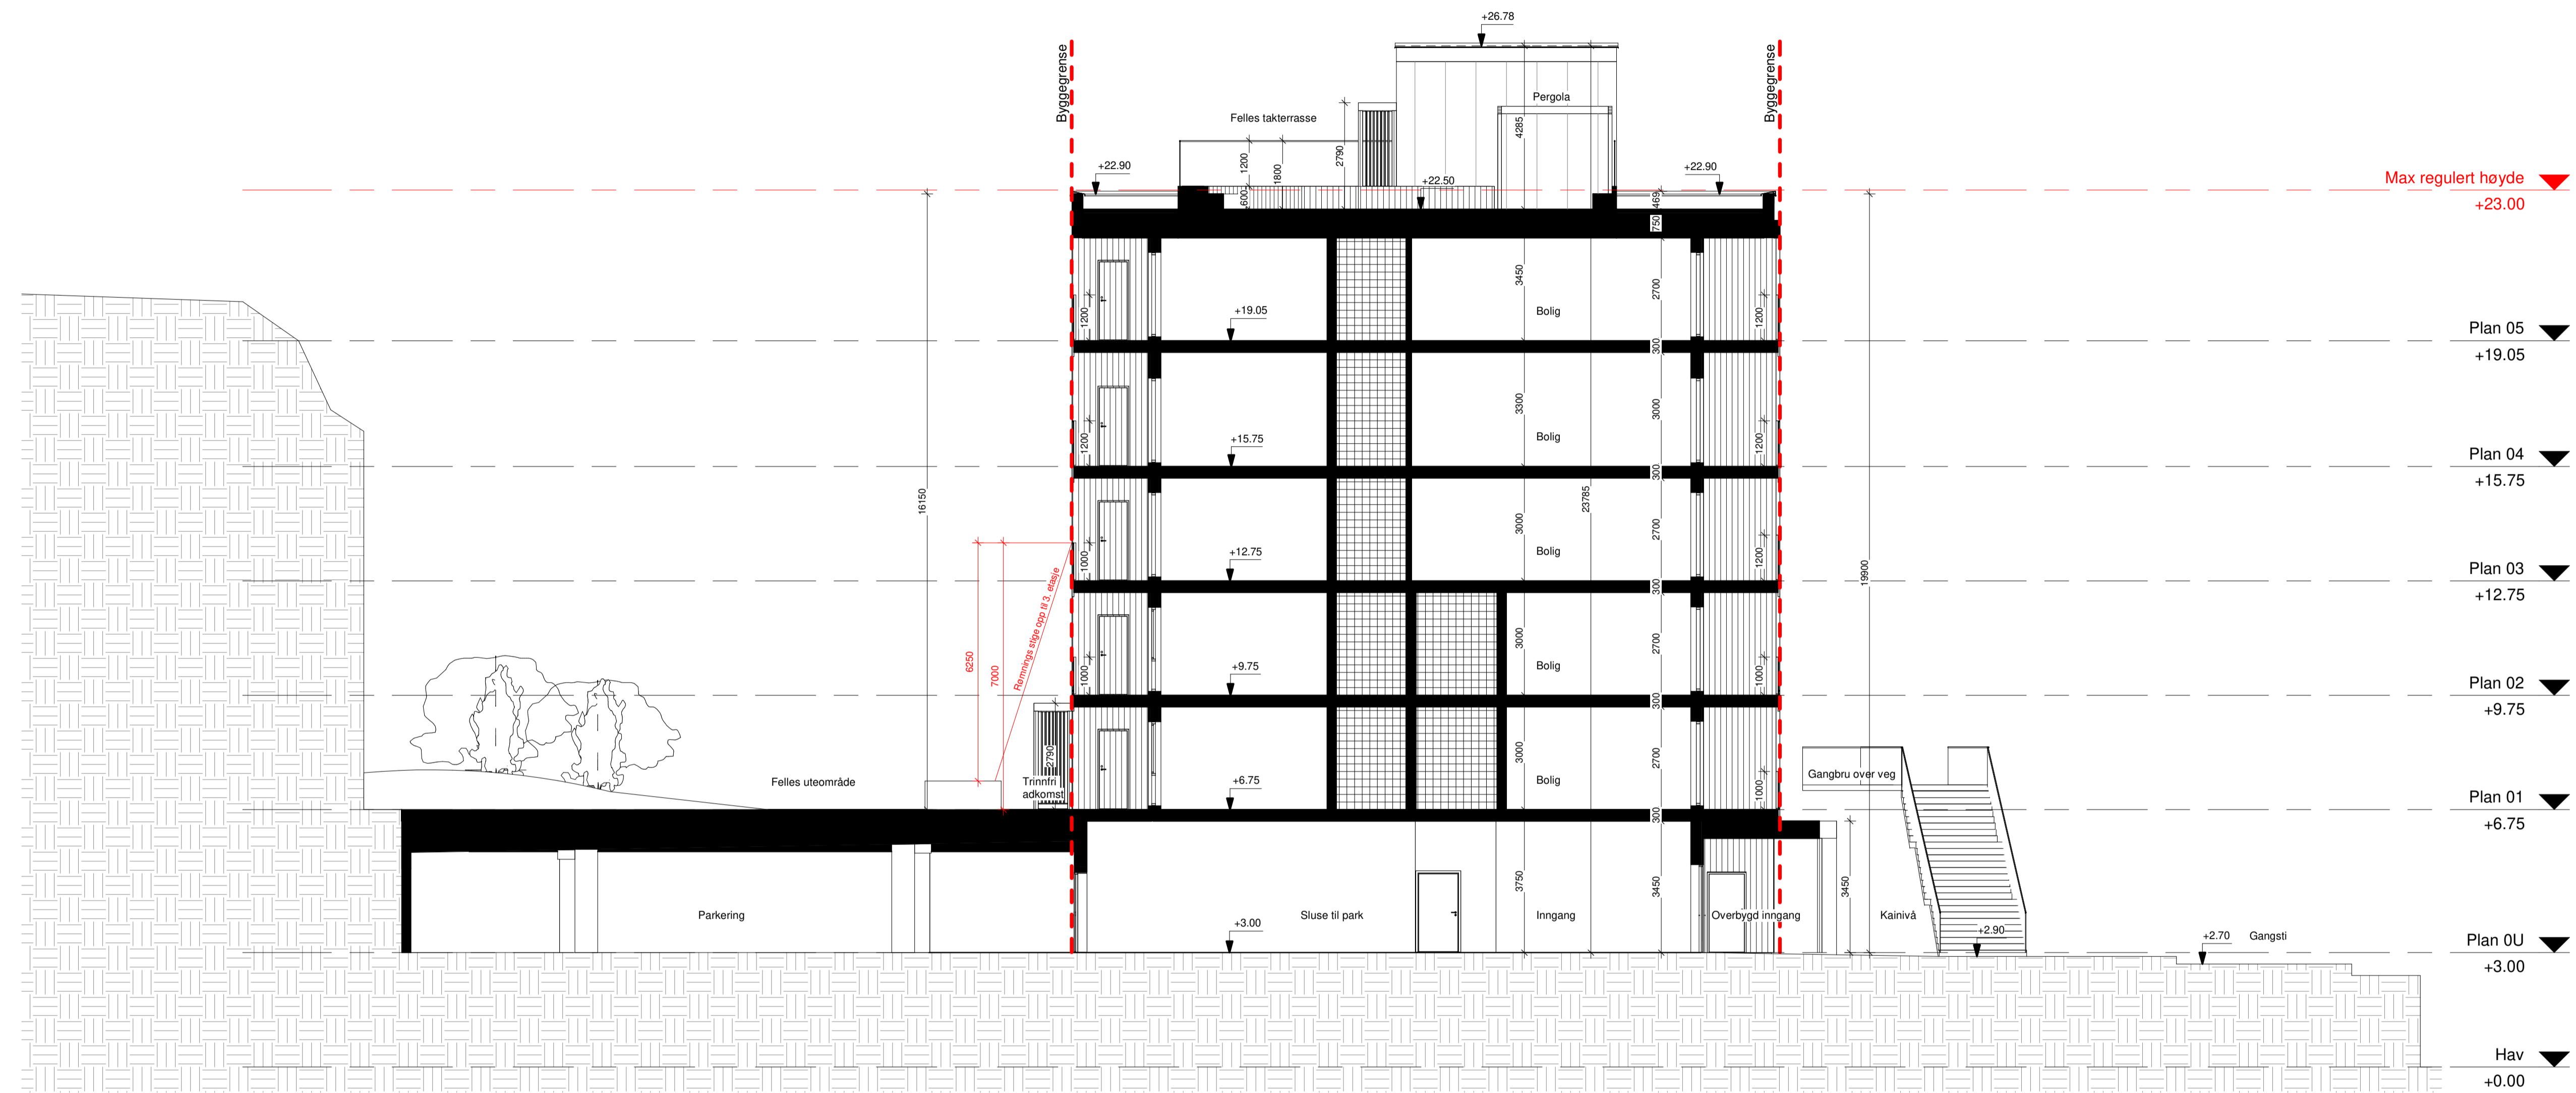 +26.78
Byggegrense
Byggegrense
Pergola
Felles takterrasse
4285
2790
1200
1800
600
+22.90
+22.50
+22.90
469
750
Max regulert høyde
+23.00
3450
2700
1200
1200
+19.05
Bolig
300
Plan 05
+19.05
3300
3000
1200
1200
+15.75
Bolig
300
Plan 04
+15.75
16150
23785
19900
3000
2700
1000
1200
+12.75
Bolig
300
Plan 03
+12.75
6250
7000
Rømnings stige opp til 3. etasje
3000
2700
1000
1000
+9.75
Bolig
300
Plan 02
+9.75
2790
3000
2700
1000
Felles uteområde
Trinnfri
adkomst
+6.75
Bolig
300
Gangbru over veg
Plan 01
+6.75
3750
3450
3450
Parkering
Sluse til park
Inngang
Overbygd inngang
Kainivå
+3.00
+2.90
+2.70
Gangsti
Plan 0U
+3.00
Hav
+0.00